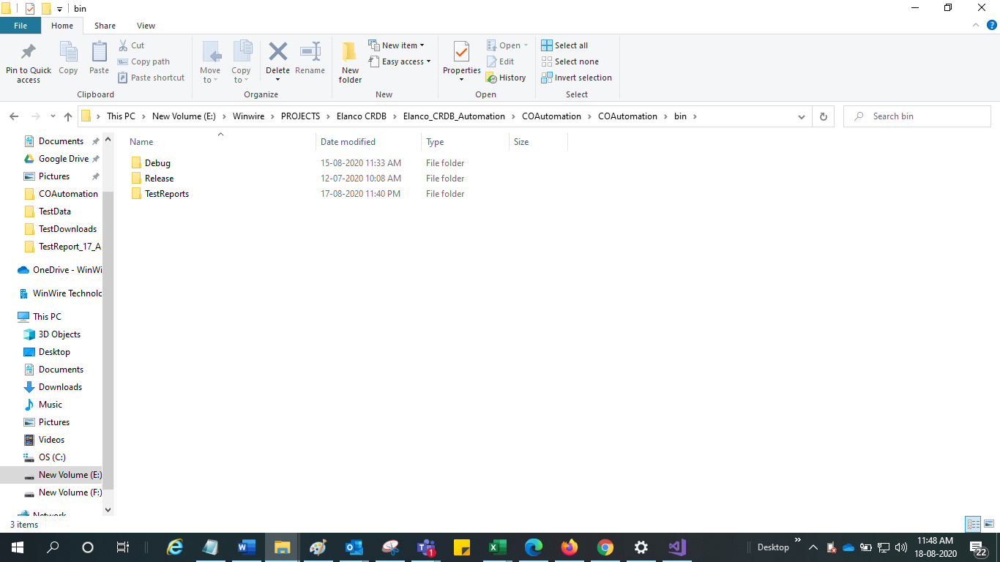 bin
File Home Share View
Pin to Quick access
Copy
Paste
Cut
Copy path
Paste shortcut
Clipboard
Move to
Copy to
Delete
Rename
Organize
New folder
New item
Easy access
New
Properties
Open
Edit
History
Open
Select all
Select none
Invert selection
Select
This PC New Volume (E:) Winwire PROJECTS Elanco CRDB Elanco_CRDB_Automation COAutomation COAutomation bin
Search bin
Documents
Google Drive
Pictures
COAutomation
TestData
TestDownloads
TestReport_17_A
OneDrive - WinWi
WinWire Technolo
This PC
3D Objects
Desktop
Documents
Downloads
Music
Pictures
Videos
OS (C:)
New Volume (E:)
New Volume (F:)
Network
Name Date modified Type Size
Debug 15-08-2020 11:33 AM File folder
Release 12-07-2020 10:08 AM File folder
TestReports 17-08-2020 11:40 PM File folder
3 items
Desktop
11:48 AM
18-08-2020
1
22